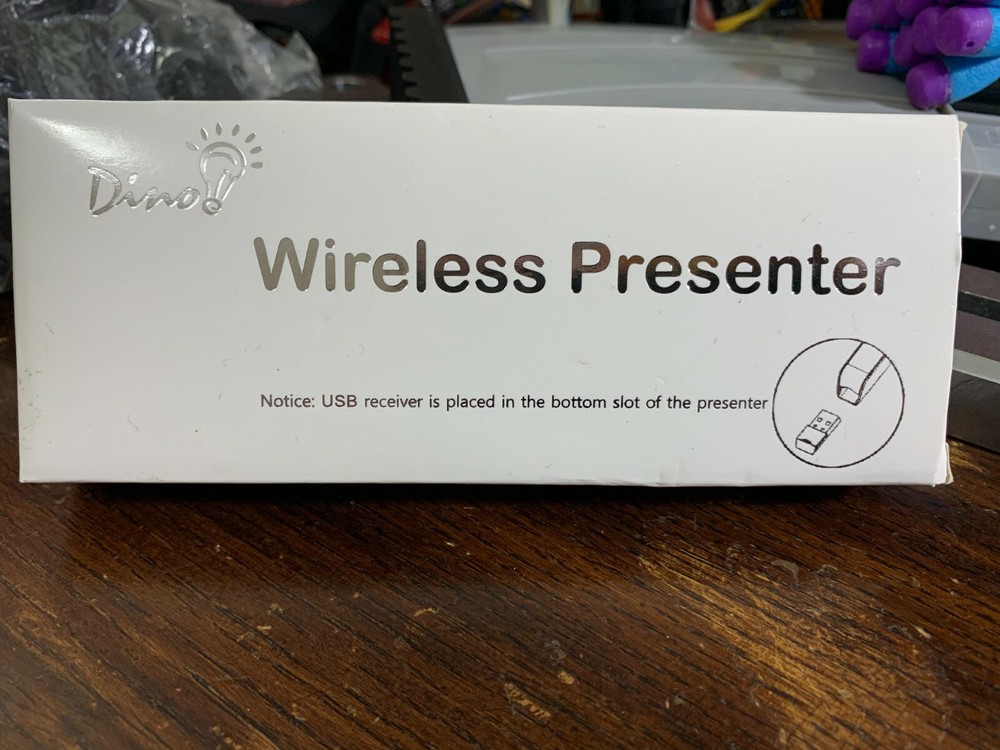 Dino!
Wireless Presenter
Notice: USB receiver is placed in the bottom slot of the presenter